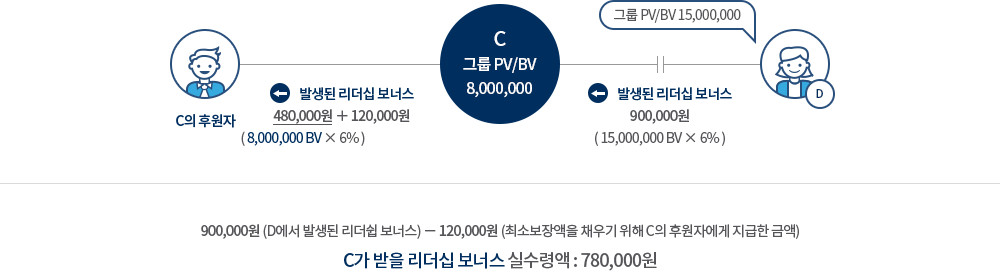 그룹 PV/BV 15,000,000
C
그룹 PV/BV
8,000,000
D
발생된 리더십 보너스
발생된 리더십 보너스
C의 후원자
480,000원 + 120,000원
900,000원
( 8,000,000 BV × 6% )
( 15,000,000 BV × 6% )
900,000원 (D에서 발생된 리더쉽 보너스) — 120,000원 (최소보장액을 채우기 위해 C의 후원자에게 지급한 금액)
C가 받을 리더십 보너스 실수령액 : 780,000원